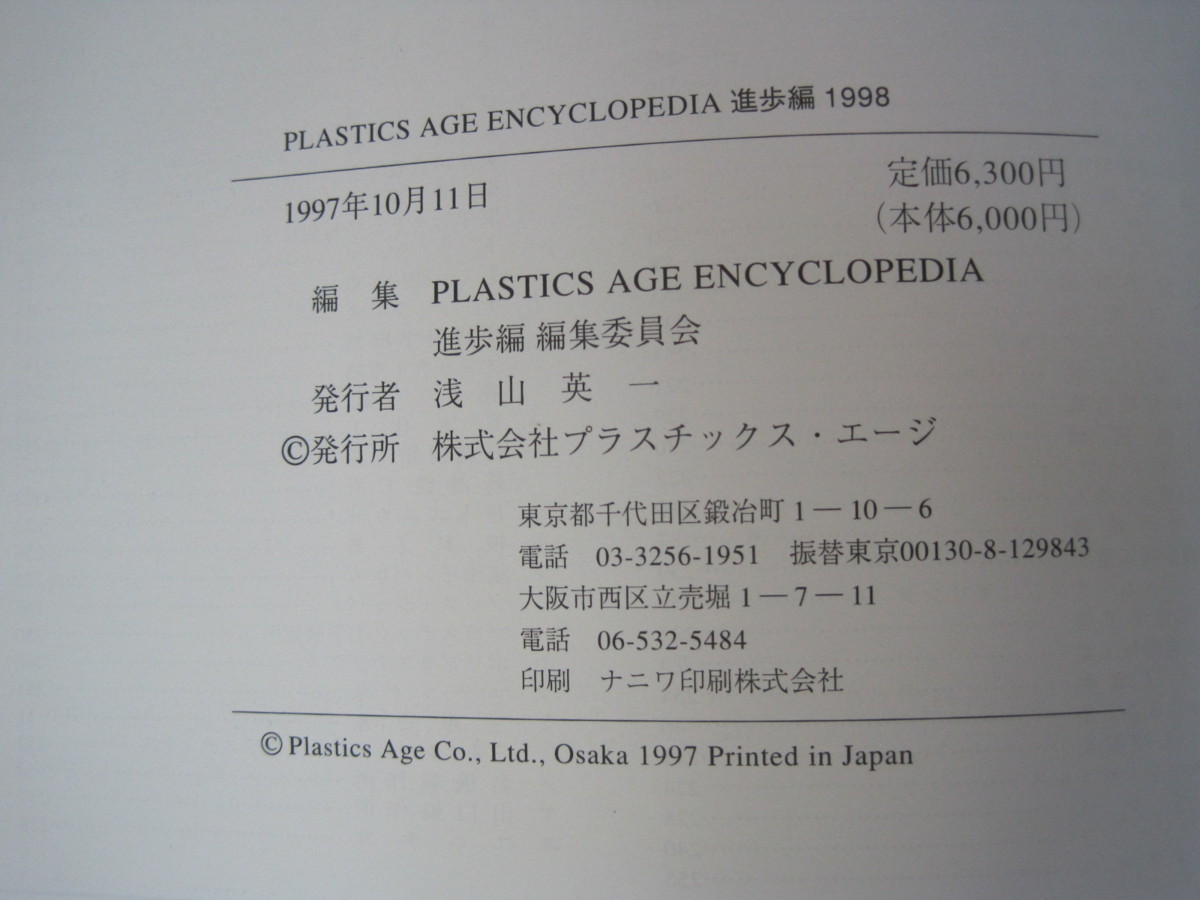 PLASTICS AGE ENCYCLOPEDIA 進歩編 1998
1997年10月11日
定価6,300円
(本体6,000円)
編 集 PLASTICS AGE ENCYCLOPEDIA
進歩編 編集委員会
発行者 浅 山 英 一
©発行所 株式会社プラスチックス・エージ
東京都千代田区鍛冶町 1 — 10 — 6
電話 03-3256-1951 振替東京00130-8-129843
大阪市西区立売堀 1 — 7 — 11
電話 06-532-5484
印刷 ナニワ印刷株式会社
© Plastics Age Co., Ltd., Osaka 1997 Printed in Japan